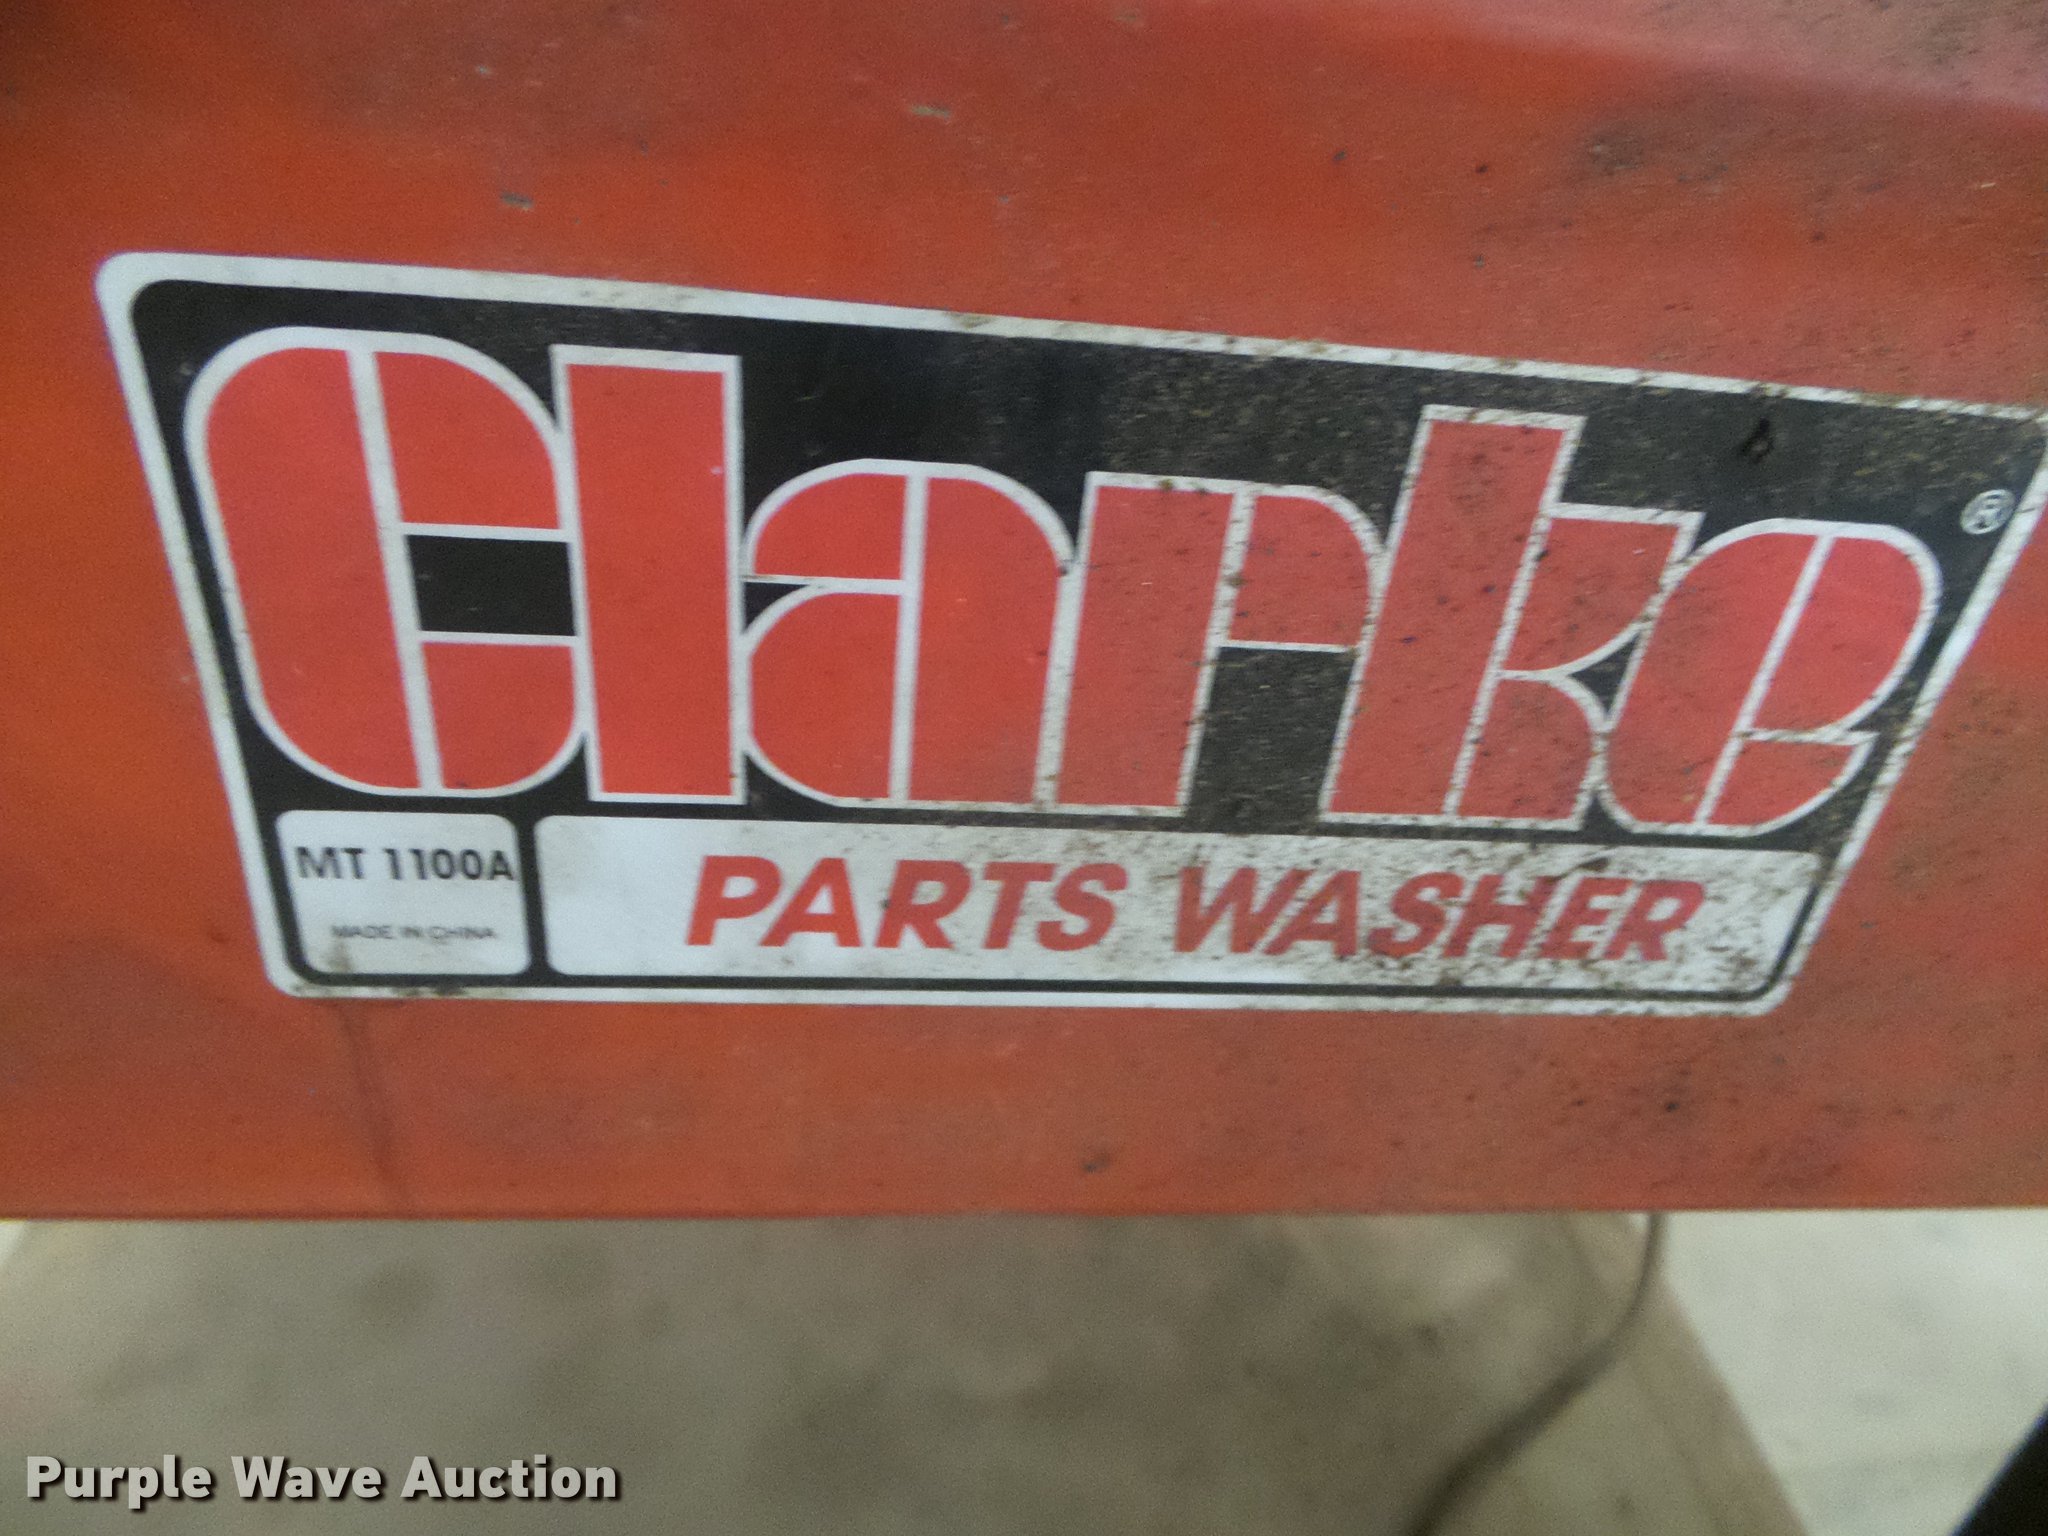 Clarke®
MT 1100A
MADE IN CHINA
PARTS WASHER
Purple Wave Auction